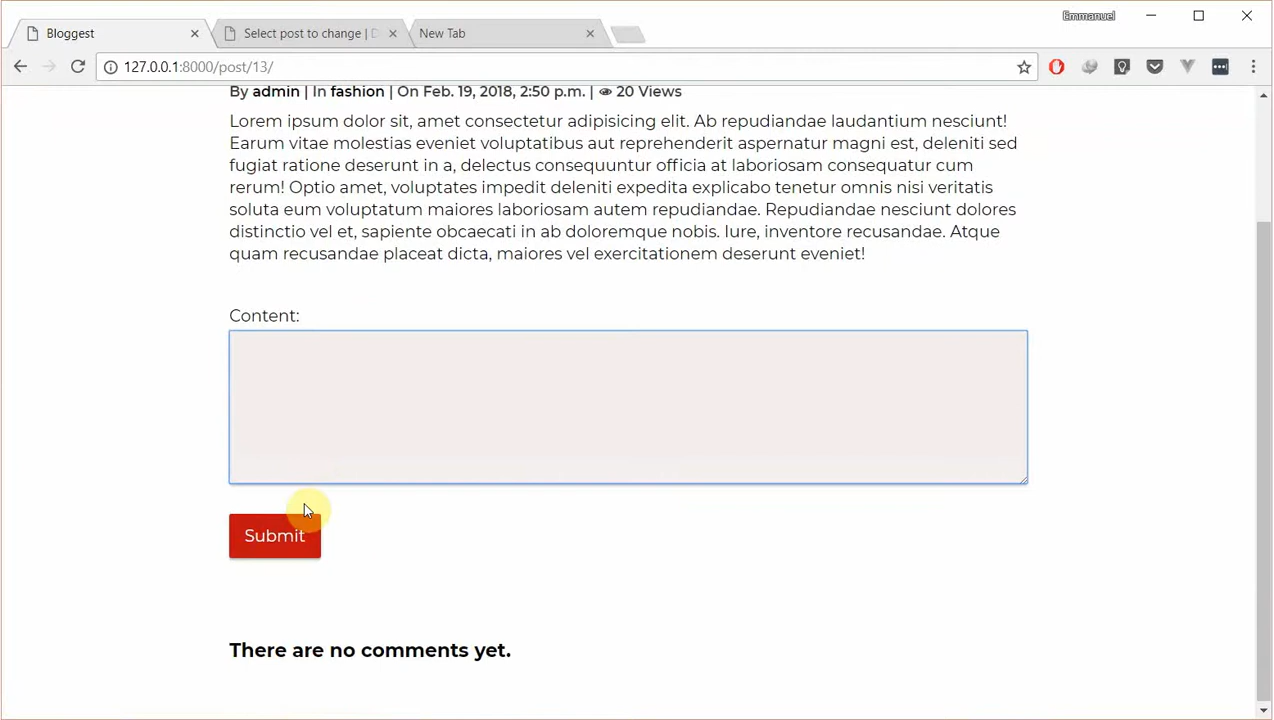 Emmanuel
Bloggest
Select post to change | D
New Tab
127.0.0.1:8000/post/13/
By admin | In fashion | On Feb. 19, 2018, 2:50 p.m. | 20 Views
Lorem ipsum dolor sit, amet consectetur adipisicing elit. Ab repudiandae laudantium nesciunt!
Earum vitae molestias eveniet voluptatibus aut reprehenderit aspernatur magni est, deleniti sed
fugiat ratione deserunt in a, delectus consequuntur officia at laboriosam consequatur cum
rerum! Optio amet, voluptates impedit deleniti expedita explicabo tenetur omnis nisi veritatis
soluta eum voluptatum maiores laboriosam autem repudiandae. Repudiandae nesciunt dolores
distinctio vel et, sapiente obcaecati in ab doloremque nobis. Iure, inventore recusandae. Atque
quam recusandae placeat dicta, maiores vel exercitationem deserunt eveniet!
Content:
Submit
There are no comments yet.